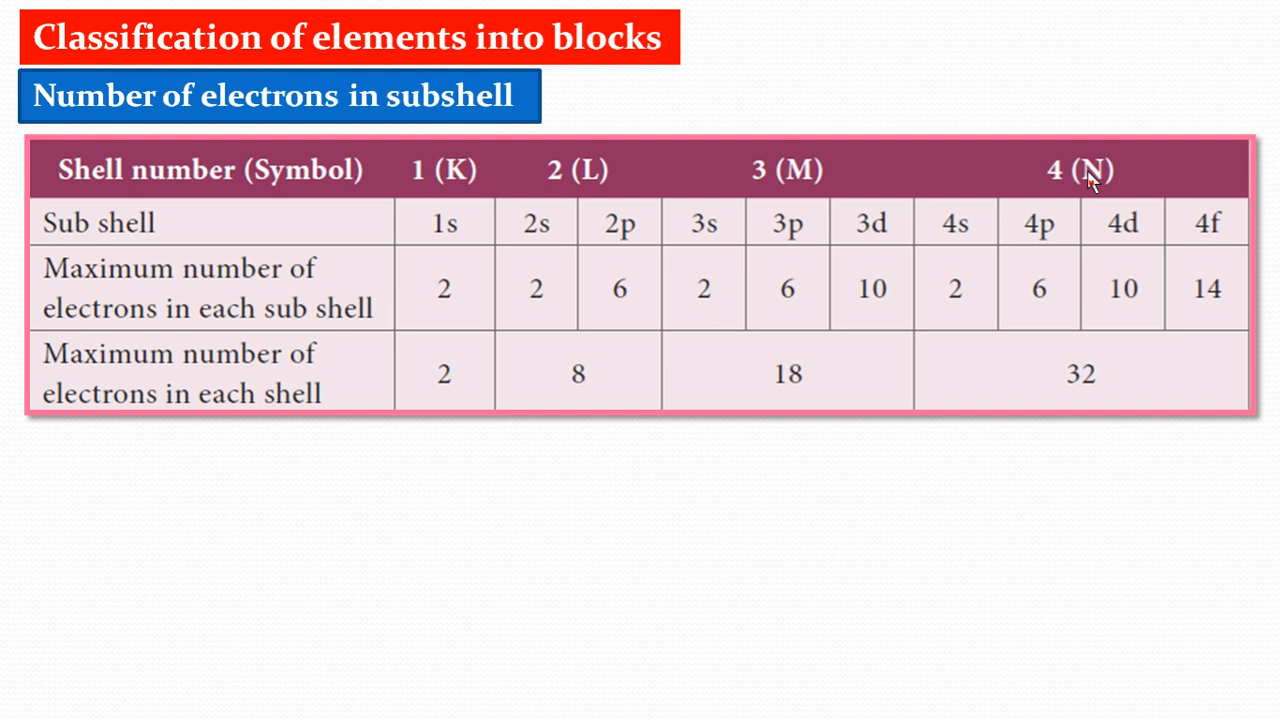 Classification of elements into blocks
Number of electrons in subshell
Shell number (Symbol) 1 (K) 2 (L) 3 (M) 4 (N)
Sub shell 1s 2s 2p 3s 3p 3d 4s 4p 4d 4f
Maximum number of
electrons in each sub shell 2 2 6 2 6 10 2 6 10 14
Maximum number of
electrons in each shell 2 8 18 32